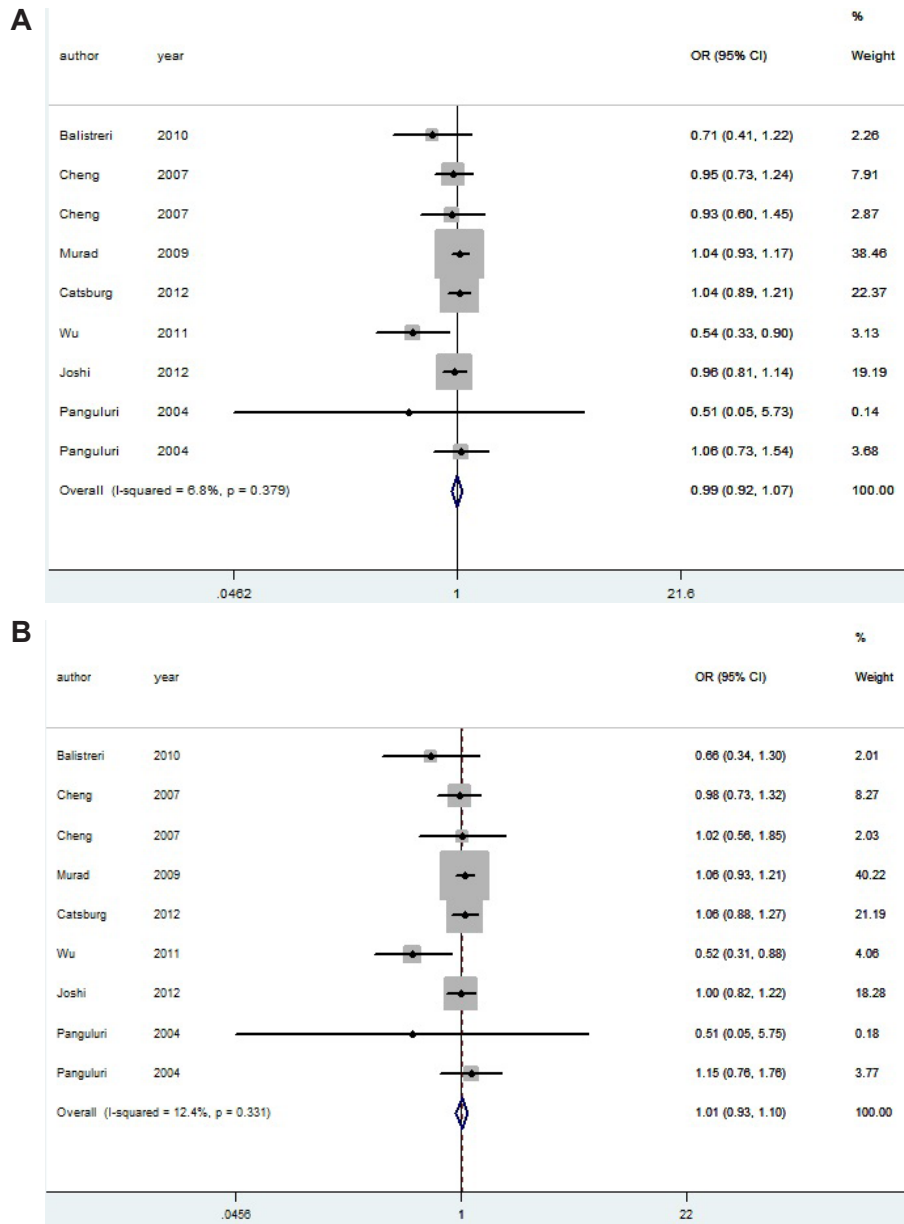 A
%
author year OR (95% CI) Weight
Balistreri 2010 0.71 (0.41, 1.22) 2.26
Cheng 2007 0.95 (0.73, 1.24) 7.91
Cheng 2007 0.93 (0.60, 1.45) 2.87
Murad 2009 1.04 (0.93, 1.17) 38.46
Catsburg 2012 1.04 (0.89, 1.21) 22.37
Wu 2011 0.54 (0.33, 0.90) 3.13
Joshi 2012 0.96 (0.81, 1.14) 19.19
Panguluri 2004 0.51 (0.05, 5.73) 0.14
Panguluri 2004 1.06 (0.73, 1.54) 3.68
Overall (I-squared = 6.8%, p = 0.379) 0.99 (0.92, 1.07) 100.00
.0462 1 21.6
B
%
author year OR (95% CI) Weight
Balistreri 2010 0.66 (0.34, 1.30) 2.01
Cheng 2007 0.98 (0.73, 1.32) 8.27
Cheng 2007 1.02 (0.56, 1.85) 2.03
Murad 2009 1.06 (0.93, 1.21) 40.22
Catsburg 2012 1.06 (0.88, 1.27) 21.19
Wu 2011 0.52 (0.31, 0.88) 4.06
Joshi 2012 1.00 (0.82, 1.22) 18.28
Panguluri 2004 0.51 (0.05, 5.75) 0.18
Panguluri 2004 1.15 (0.76, 1.76) 3.77
Overall (I-squared = 12.4%, p = 0.331) 1.01 (0.93, 1.10) 100.00
.0456 1 22